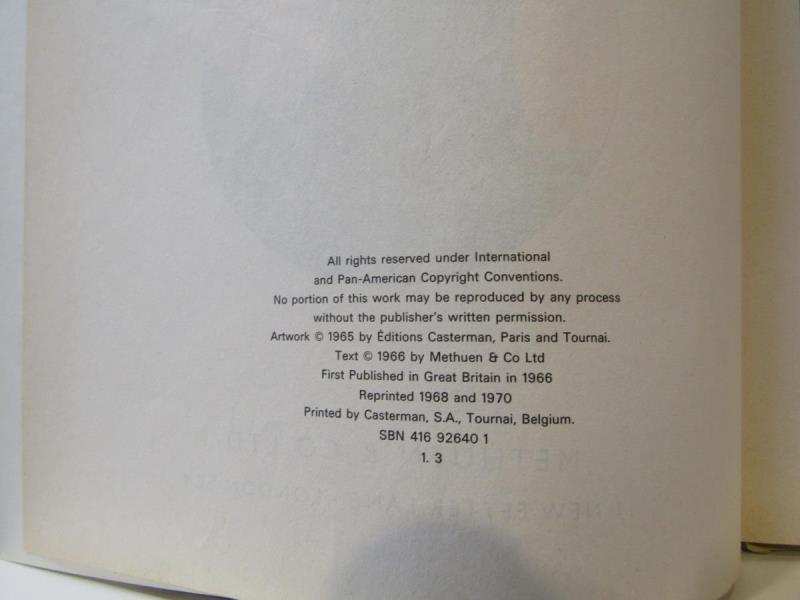 All rights reserved under International
and Pan-American Copyright Conventions.
No portion of this work may be reproduced by any process
without the publisher's written permission.
Artwork © 1965 by Éditions Casterman, Paris and Tournai.
Text © 1966 by Methuen & Co Ltd
First Published in Great Britain in 1966
Reprinted 1968 and 1970
Printed by Casterman, S.A., Tournai, Belgium.
SBN 416 92640 1
1. 3